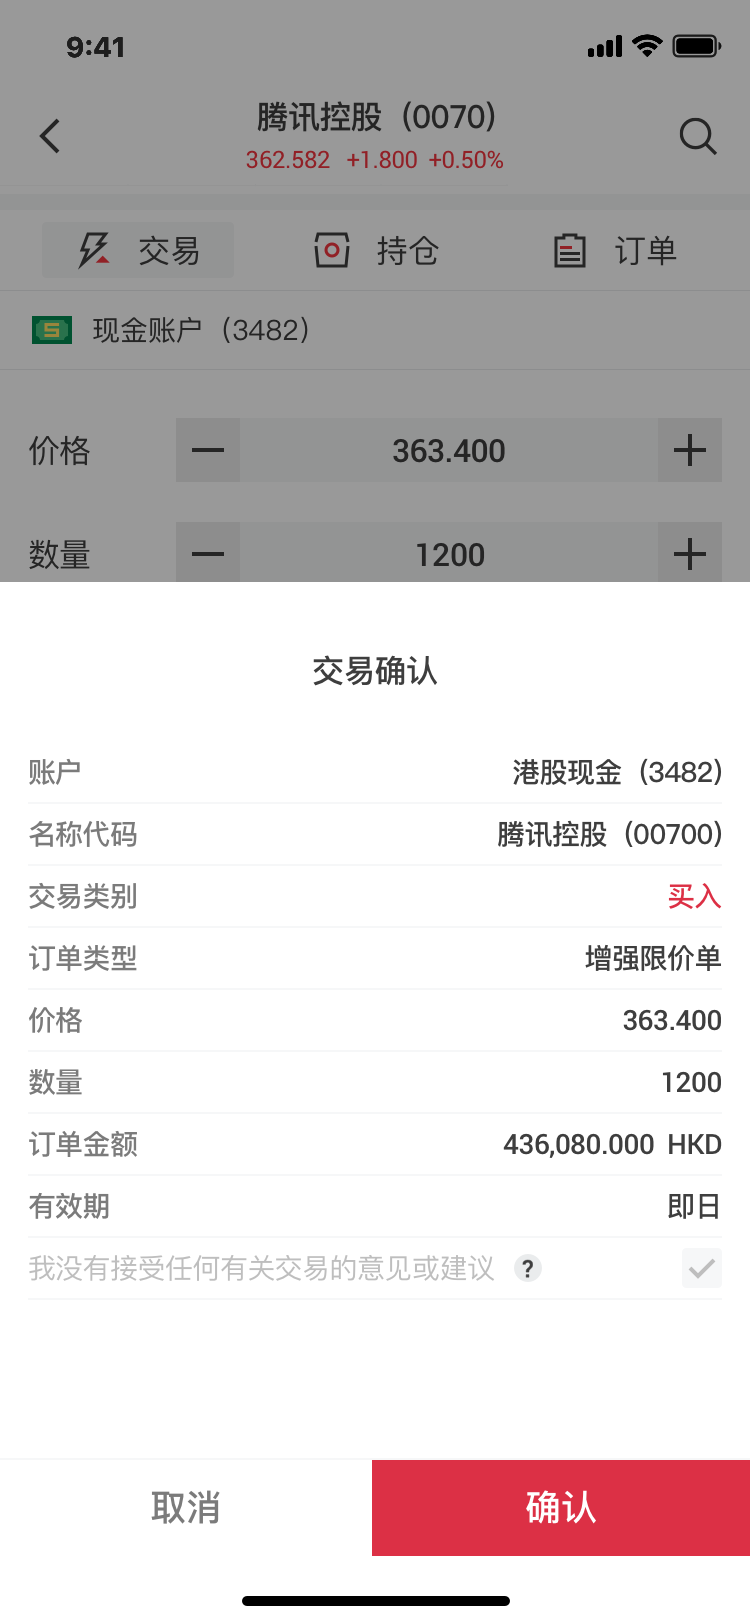 9:41
腾讯控股（0070）
362.582 +1.800 +0.50%
交易 持仓 订单
现金账户（3482）
价格 363.400
数量 1200
交易确认
账户 港股现金（3482）
名称代码 腾讯控股（00700）
交易类别 买入
订单类型 增强限价单
价格 363.400
数量 1200
订单金额 436,080.000 HKD
有效期 即日
我没有接受任何有关交易的意见或建议 ?
取消 确认